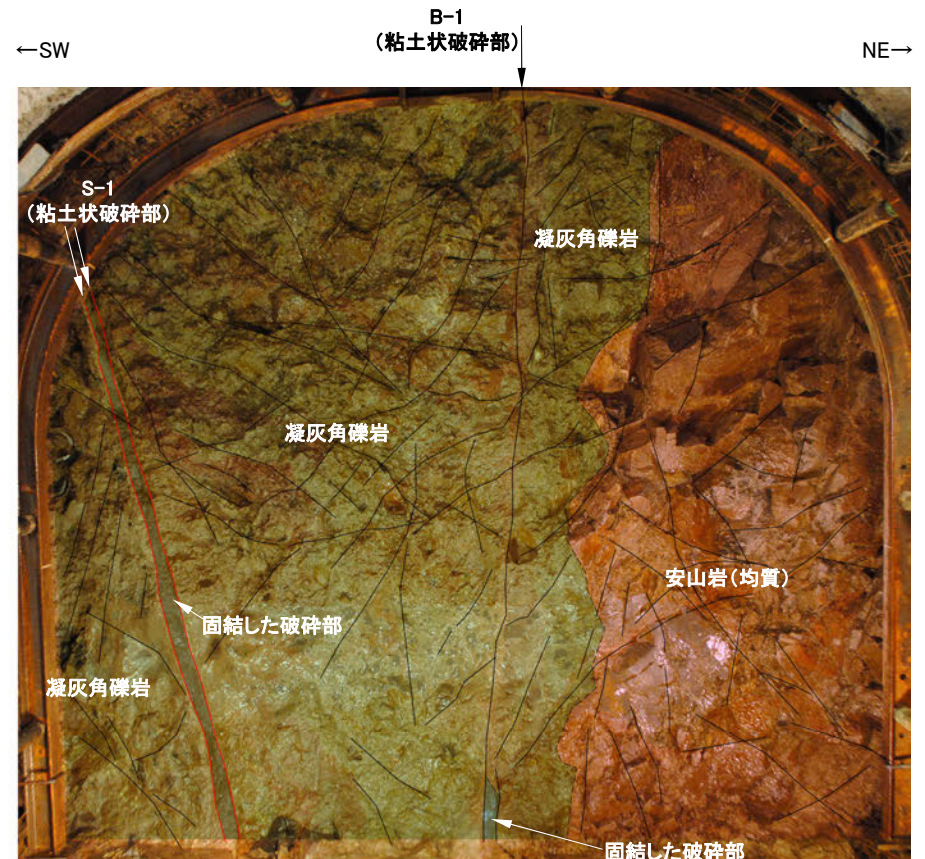 B-1
(粘土状破砕部)
←SW
NE→
S-1
(粘土状破砕部)
凝灰角礫岩
凝灰角礫岩
安山岩(均質)
固結した破砕部
凝灰角礫岩
固結した破砕部